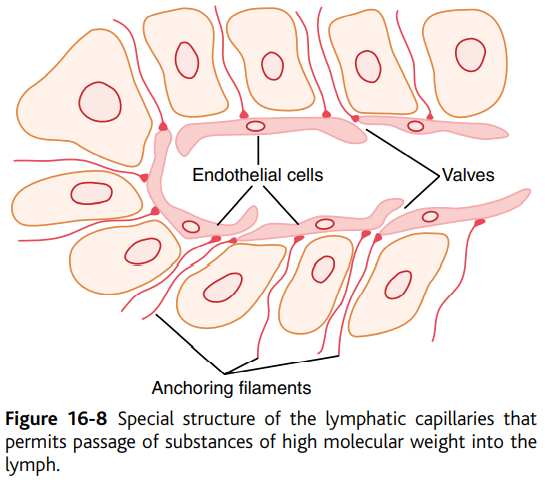 Endothelial cells
Valves
Anchoring filaments
Figure 16-8 Special structure of the lymphatic capillaries that
permits passage of substances of high molecular weight into the
lymph.